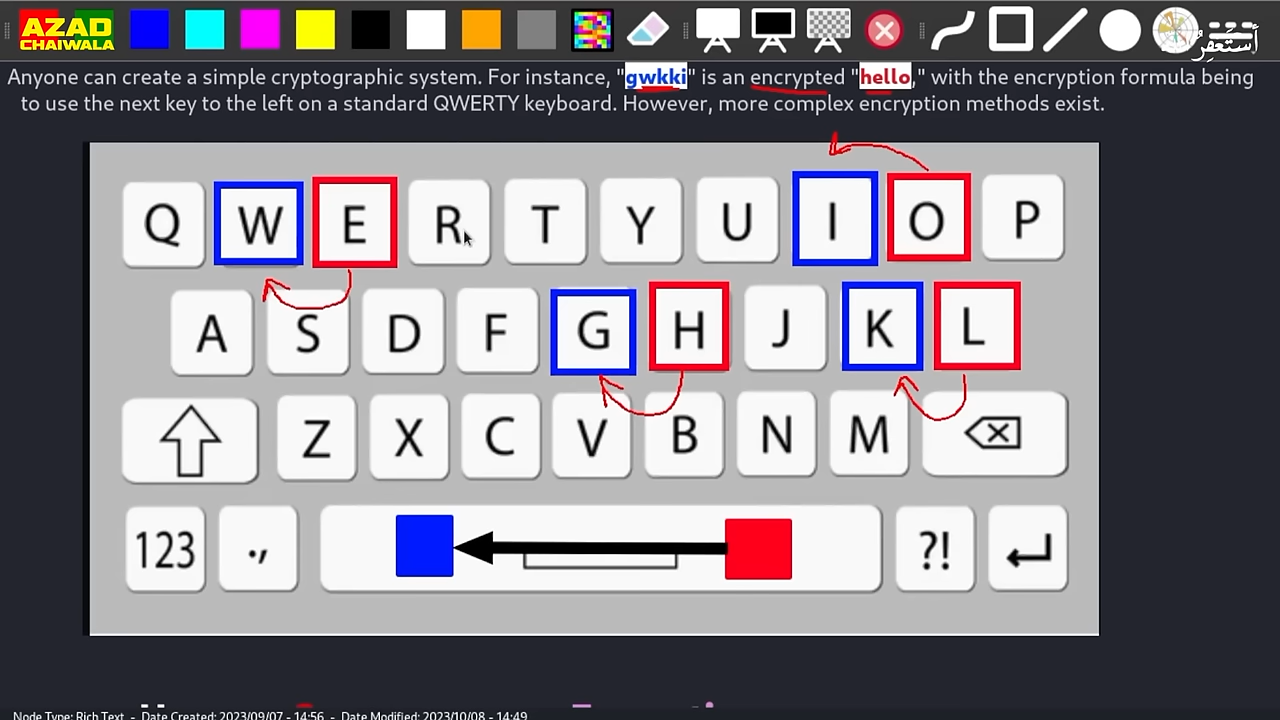 AZAD
CHAIWALA
أَسْتَغْفِرُ
Anyone can create a simple cryptographic system. For instance, "gwkki" is an encrypted "hello," with the encryption formula being
to use the next key to the left on a standard QWERTY keyboard. However, more complex encryption methods exist.
Q W E R T Y U I O P
A S D F G H J K L
Z X C V B N M
123 ., ?!
Node Type: Rich Text - Date Created: 2023/09/07 - 14:56 - Date Modified: 2023/10/08 - 14:49